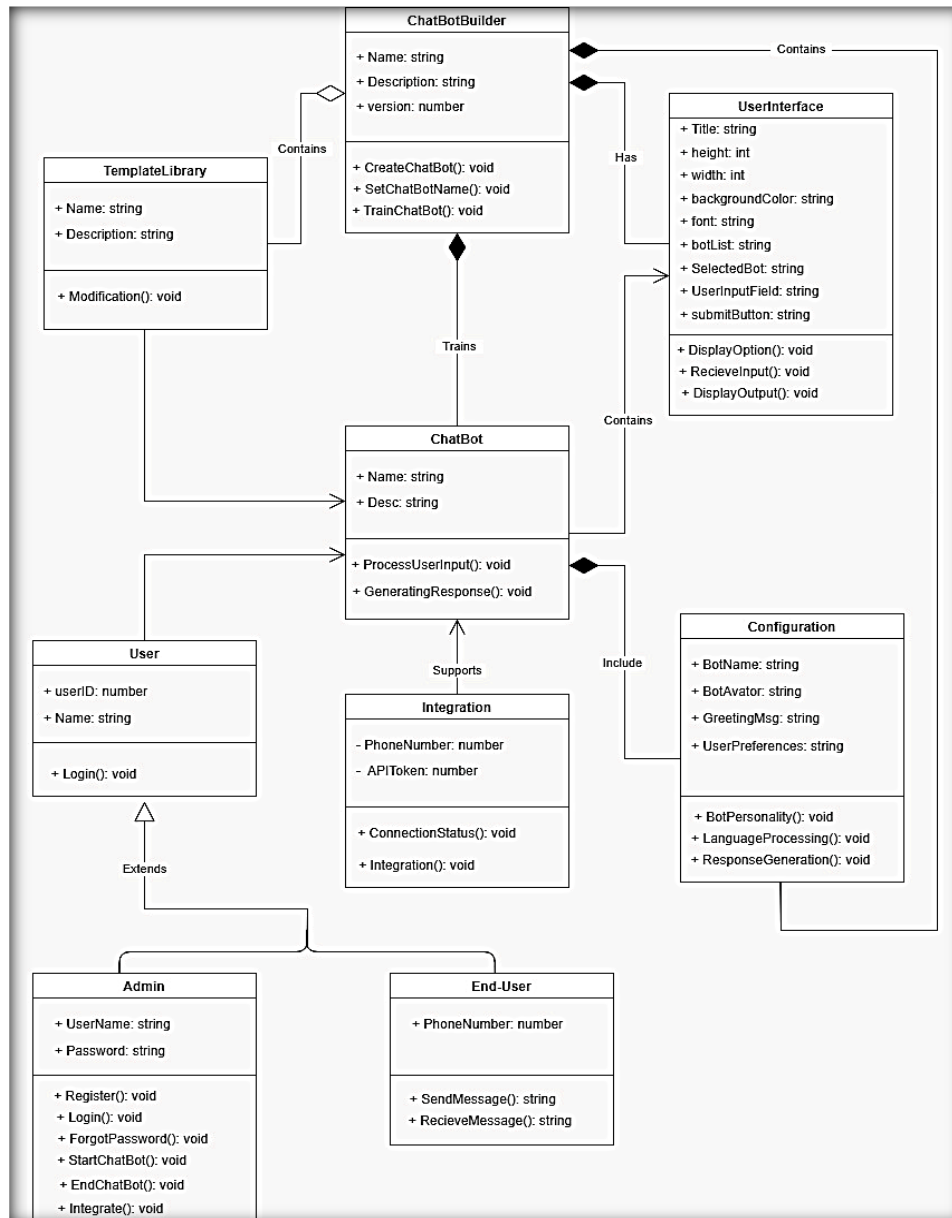 ChatBotBuilder
+ Name: string
+ Description: string
+ version: number
+ CreateChatBot(): void
+ SetChatBotName(): void
+ TrainChatBot(): void
Contains
Contains
Has
UserInterface
+ Title: string
+ height: int
+ width: int
+ backgroundColor: string
+ font: string
+ botList: string
+ SelectedBot: string
+ UserInputField: string
+ submitButton: string
+ DisplayOption(): void
+ RecieveInput(): void
+ DisplayOutput(): void
TemplateLibrary
+ Name: string
+ Description: string
+ Modification(): void
Trains
Contains
ChatBot
+ Name: string
+ Desc: string
+ ProcessUserInput(): void
+ GeneratingResponse(): void
User
+ userID: number
+ Name: string
+ Login(): void
Supports
Include
Integration
- PhoneNumber: number
- APIToken: number
+ ConnectionStatus(): void
+ Integration(): void
Configuration
+ BotName: string
+ BotAvator: string
+ GreetingMsg: string
+ UserPreferences: string
+ BotPersonality(): void
+ LanguageProcessing(): void
+ ResponseGeneration(): void
Extends
Admin
+ UserName: string
+ Password: string
+ Register(): void
+ Login(): void
+ ForgotPassword(): void
+ StartChatBot(): void
+ EndChatBot(): void
+ Integrate(): void
End-User
+ PhoneNumber: number
+ SendMessage(): string
+ RecieveMessage(): string